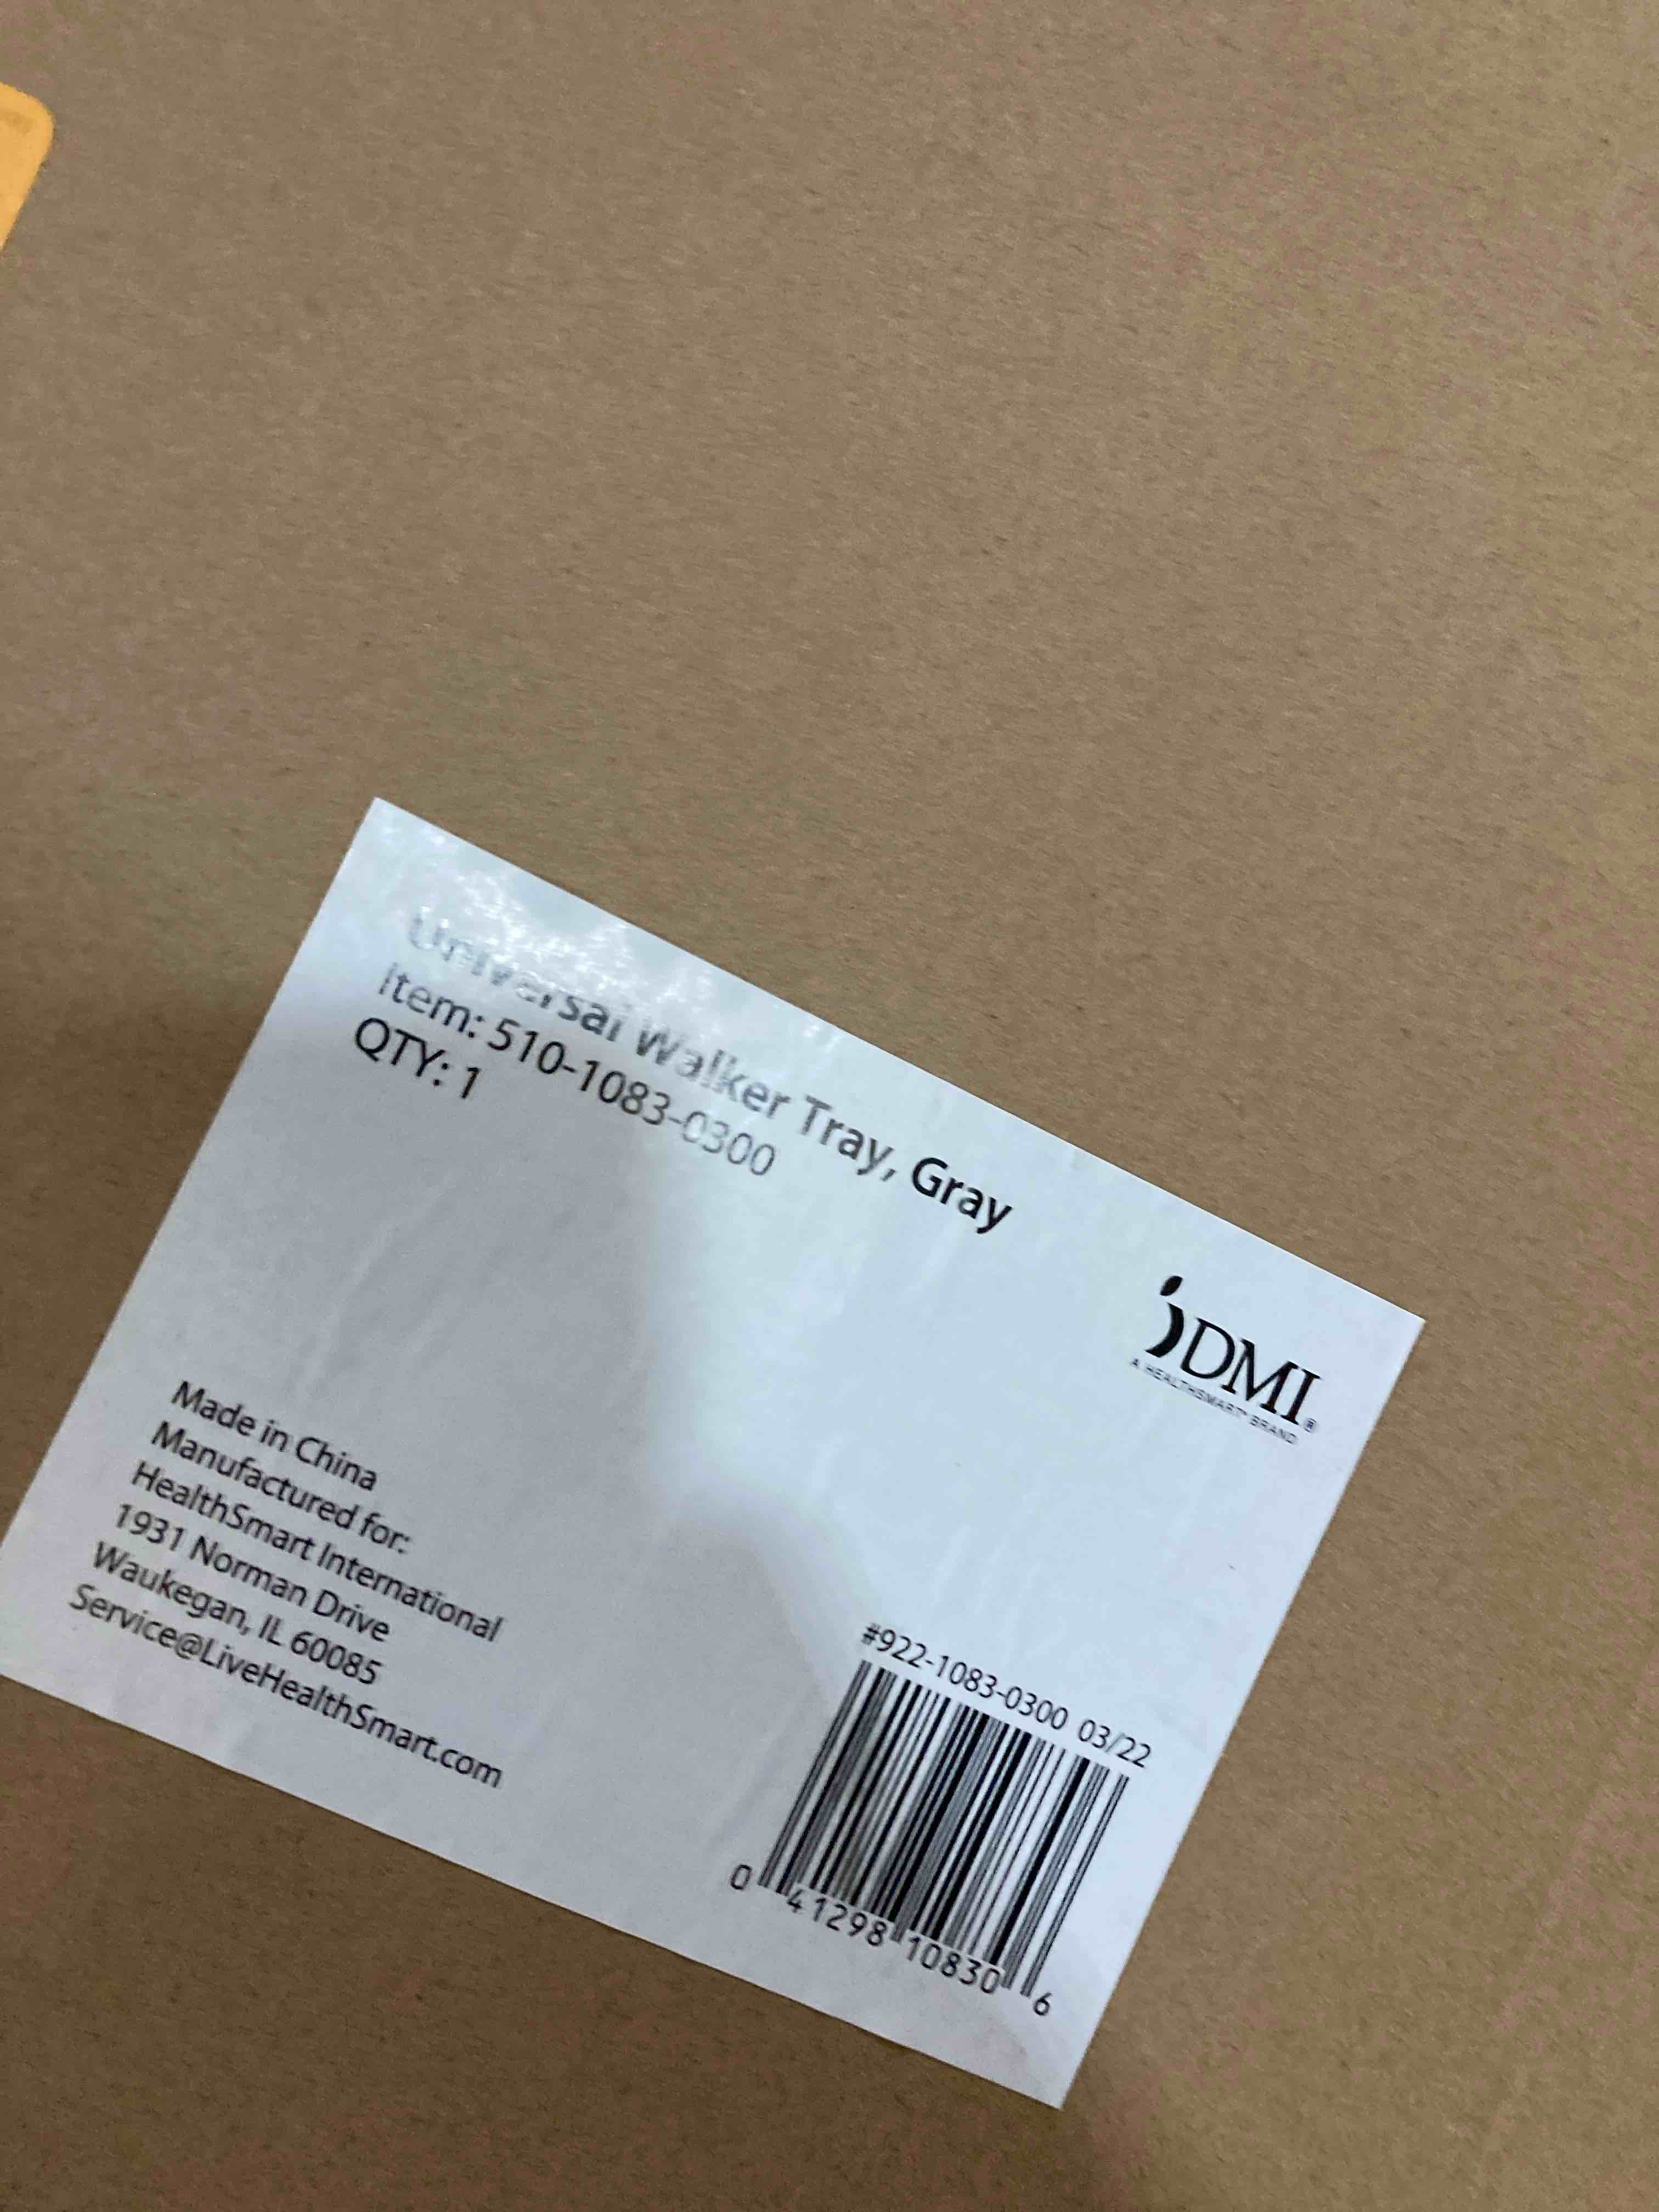 Universal Walker Tray, Gray
Item: 510-1083-0300
QTY: 1
DMI®
A HEALTHSMART® BRAND
Made in China
Manufactured for:
HealthSmart International
1931 Norman Drive
Waukegan, IL 60085
Service@LiveHealthSmart.com
#922-1083-0300 03/22
0 41298 10830 6